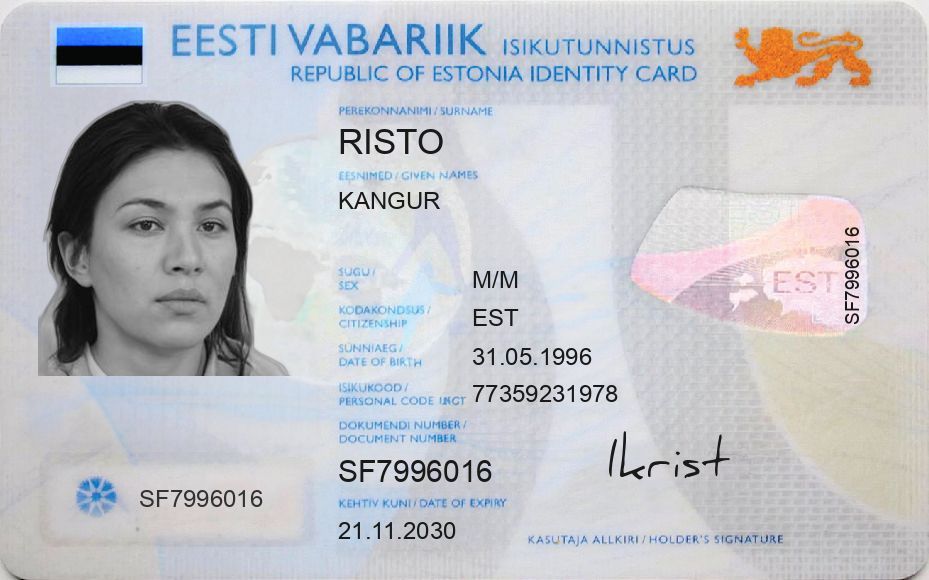 EESTI VABARIIK ISIKUTUNNISTUS
REPUBLIC OF ESTONIA IDENTITY CARD
PEREKONNANIMI / SURNAME
RISTO
EESNIMED / GIVEN NAMES
KANGUR
SUGU /
SEX
M/M
KODAKONDSUS /
CITIZENSHIP
EST
SÜNNIAEG /
DATE OF BIRTH
31.05.1996
ISIKUKOOD /
PERSONAL CODE
77359231978
DOKUMENDI NUMBER /
DOCUMENT NUMBER
SF7996016
KEHTIV KUNI / DATE OF EXPIRY
21.11.2030
SF7996016
EST
SF7996016
KASUTAJA ALLKIRI / HOLDER'S SIGNATURE